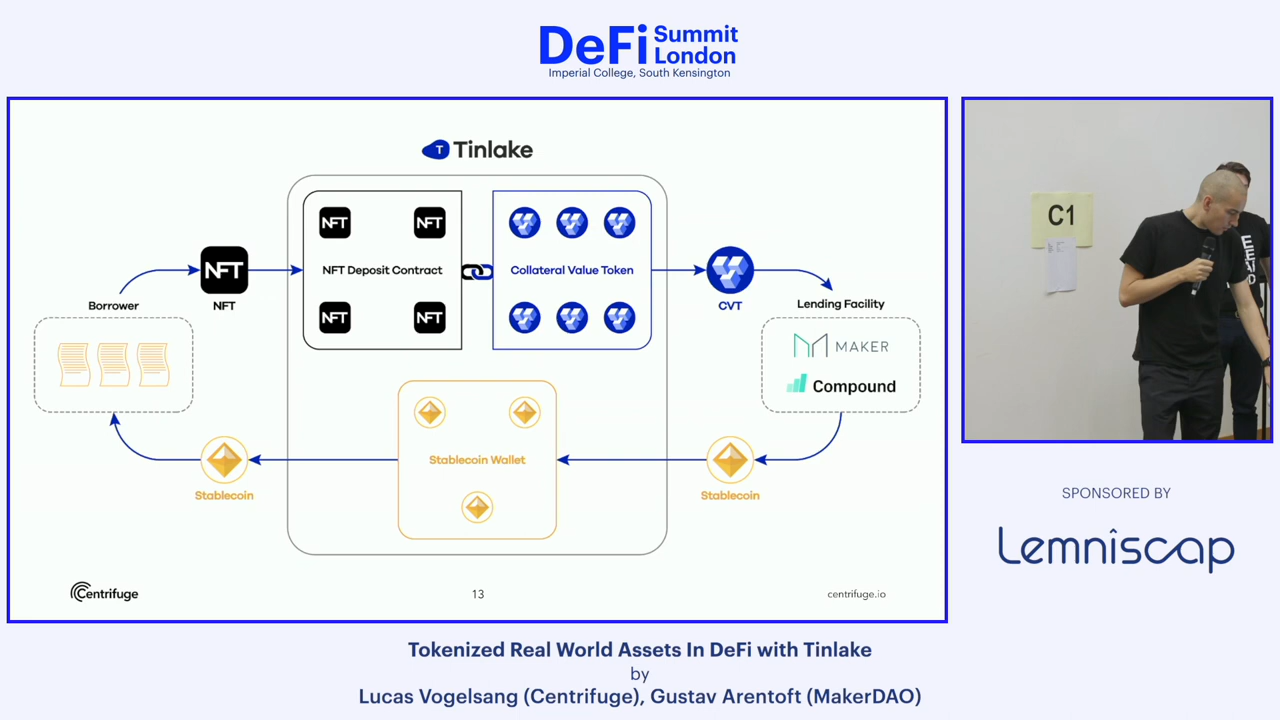 DeFi Summit London
Imperial College, South Kensington
T Tinlake
NFT
NFT
NFT Deposit Contract
NFT
NFT
Collateral Value Token
Borrower
NFT
NFT
CVT
Lending Facility
MAKER
Compound
Stablecoin
Stablecoin Wallet
Stablecoin
Centrifuge
13
centrifuge.io
C1
SPONSORED BY
Lemniscap
Tokenized Real World Assets In DeFi with Tinlake
by
Lucas Vogelsang (Centrifuge), Gustav Arentoft (MakerDAO)